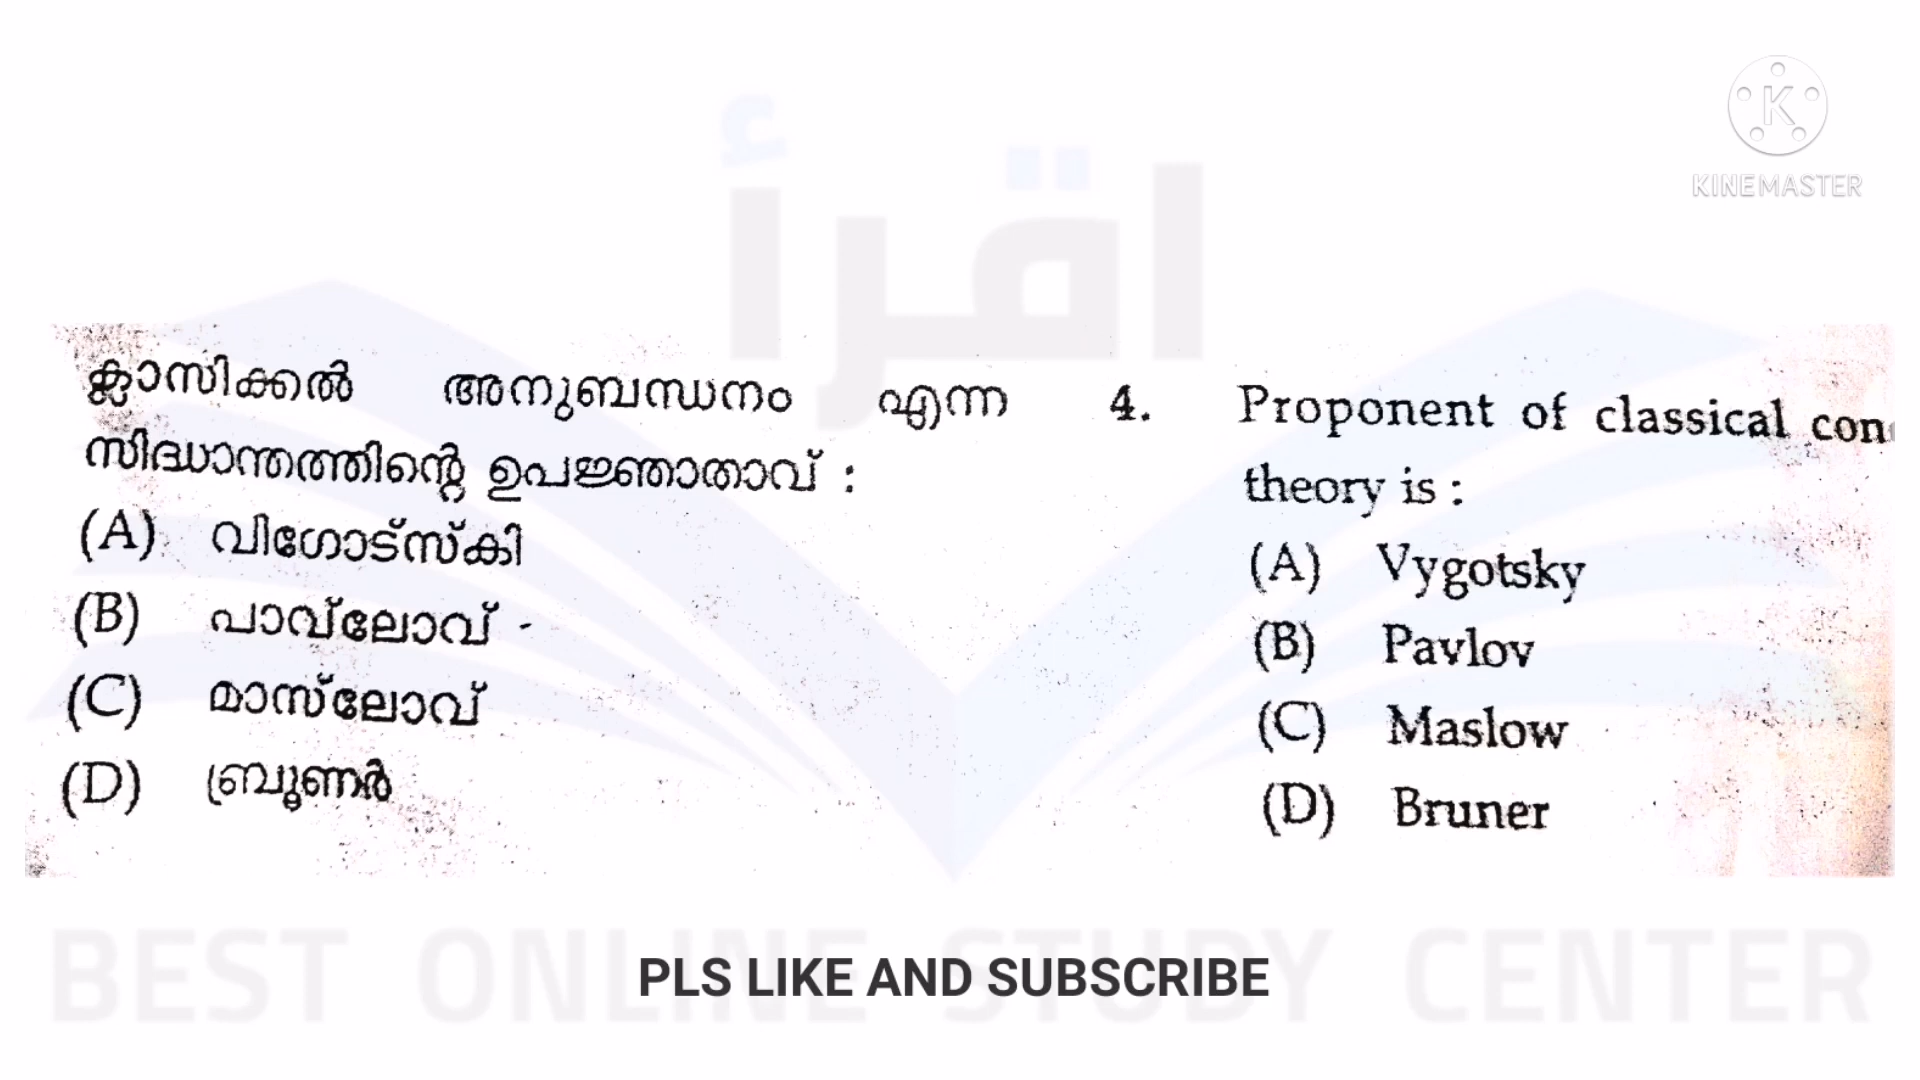 اقرأ
K
KINEMASTER
ക്ലാസിക്കൽ അനുബന്ധനം എന്ന
സിദ്ധാന്തത്തിന്റെ ഉപജ്ഞാതാവ് :
(A) വിഗോട്സ്കി
(B) പാവ്ലോവ് -
(C) മാസ്ലോവ്
(D) ബ്രൂണർ
4. Proponent of classical con
theory is :
(A) Vygotsky
(B) Pavlov
(C) Maslow
(D) Bruner
BEST ONLINE STUDY CENTER
PLS LIKE AND SUBSCRIBE